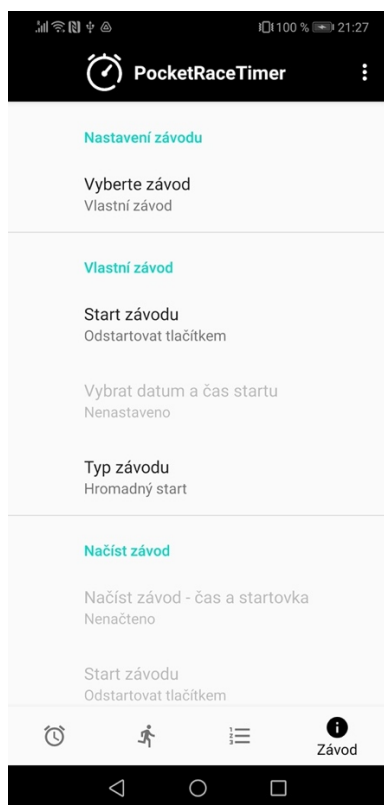 100 % 21:27
PocketRaceTimer
Nastavení závodu
Vyberte závod
Vlastní závod
Vlastní závod
Start závodu
Odstartovat tlačítkem
Vybrat datum a čas startu
Nenastaveno
Typ závodu
Hromadný start
Načíst závod
Načíst závod - čas a startovka
Nenačteno
Start závodu
Odstartovat tlačítkem
Závod